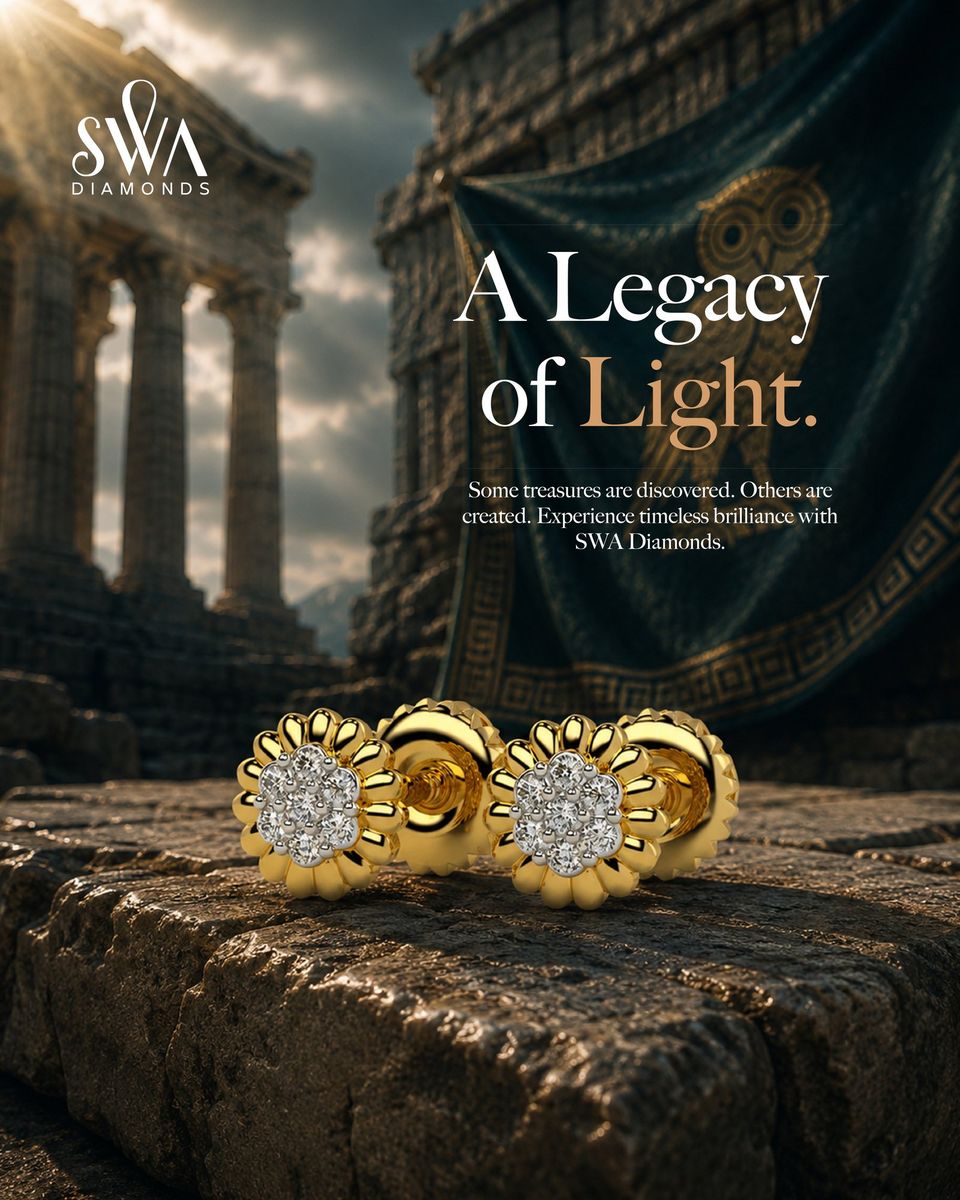 SWA
DIAMONDS
A Legacy
of Light.
Some treasures are discovered. Others are
created. Experience timeless brilliance with
SWA Diamonds.